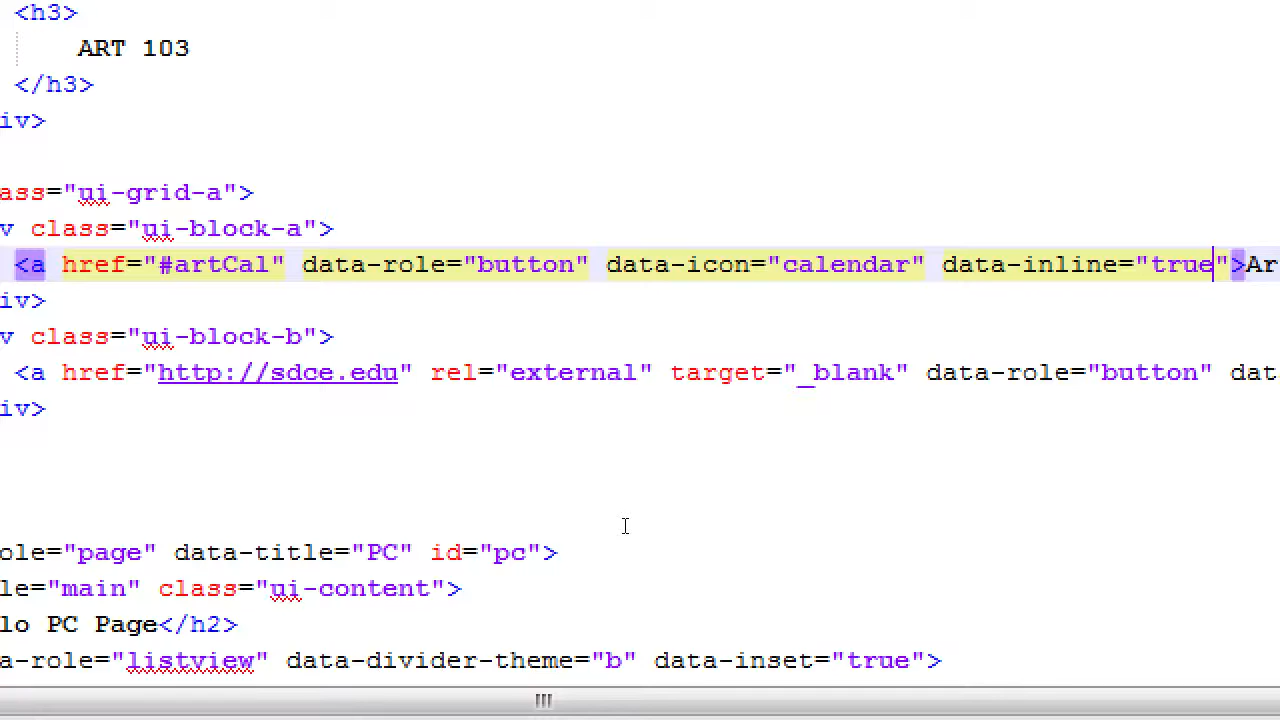 <h3>
ART 103
</h3>
iv>
ass="ui-grid-a">
v class="ui-block-a">
<a href="#artCal" data-role="button" data-icon="calendar" data-inline="true">Ar
iv>
v class="ui-block-b">
<a href="http://sdce.edu" rel="external" target="_blank" data-role="button" dat
iv>
ole="page" data-title="PC" id="pc">
le="main" class="ui-content">
lo PC Page</h2>
a-role="listview" data-divider-theme="b" data-inset="true">